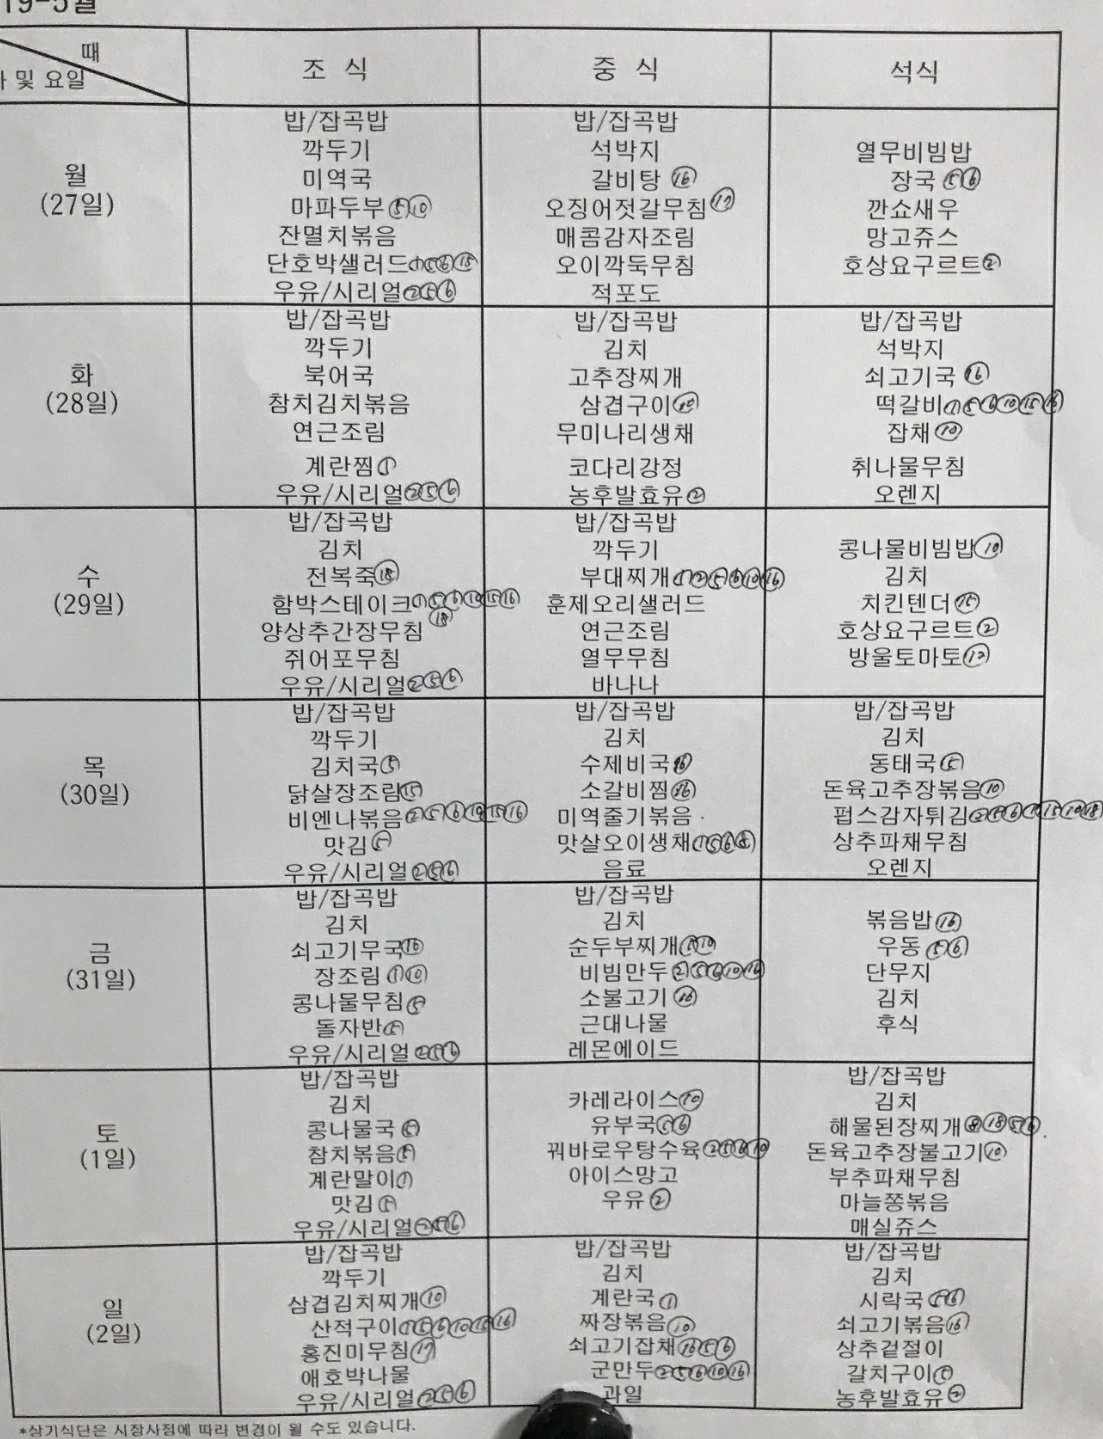 19-5월
때
및 요일
조 식
중 식
석식
월
(27일)
밥/잡곡밥
깍두기
미역국
마파두부⑤⑩
잔멸치볶음
단호박샐러드①⑤⑥⑮
우유/시리얼②⑤⑥
밥/잡곡밥
석박지
갈비탕⑯
오징어젓갈무침⑰
매콤감자조림
오이깍둑무침
적포도
열무비빔밥
장국⑤⑥
깐쇼새우
망고쥬스
호상요구르트②
화
(28일)
밥/잡곡밥
깍두기
북어국
참치김치볶음
연근조림
계란찜①
우유/시리얼②⑤⑥
밥/잡곡밥
김치
고추장찌개
삼겹구이⑩
무미나리생채
코다리강정
농후발효유②
밥/잡곡밥
석박지
쇠고기국⑯
떡갈비①⑤⑥⑩⑮⑯
잡채⑩
취나물무침
오렌지
수
(29일)
밥/잡곡밥
김치
전복죽⑱
함박스테이크①⑤⑥⑩⑮⑯
⑱
양상추간장무침
쥐어포무침
우유/시리얼②⑤⑥
밥/잡곡밥
깍두기
부대찌개①②⑤⑥⑩⑯
훈제오리샐러드
연근조림
열무무침
바나나
콩나물비빔밥⑩
김치
치킨텐더⑮
호상요구르트②
방울토마토⑫
목
(30일)
밥/잡곡밥
깍두기
김치국⑤
닭살장조림⑮
비엔나볶음②⑤⑥⑩⑮⑯
맛김⑤
우유/시리얼②⑤⑥
밥/잡곡밥
김치
수제비국⑯
소갈비찜⑯
미역줄기볶음
맛살오이생채①⑤⑥⑧
음료
밥/잡곡밥
김치
동태국⑤
돈육고추장볶음⑩
펍스감자튀김
상추파채무침
오렌지
금
(31일)
밥/잡곡밥
김치
쇠고기무국⑯
장조림①⑩
콩나물무침⑤
돌자반⑤
우유/시리얼②⑤⑥
밥/잡곡밥
김치
순두부찌개⑤⑩
비빔만두②⑤⑥⑩⑯
소불고기⑯
근대나물
레몬에이드
볶음밥⑯
우동⑤⑥
단무지
김치
후식
토
(1일)
밥/잡곡밥
김치
콩나물국⑤
참치볶음⑤
계란말이①
맛김⑤
우유/시리얼②⑤⑥
카레라이스⑩
유부국⑤⑥
꿔바로우탕수육②⑤⑥⑩
아이스망고
우유②
밥/잡곡밥
김치
해물된장찌개⑧⑱⑤⑥
돈육고추장불고기⑩
부추파채무침
마늘쫑볶음
매실쥬스
일
(2일)
밥/잡곡밥
깍두기
삼겹김치찌개⑩
산적구이①⑤⑥⑩⑮⑯
홍진미무침⑰
애호박나물
우유/시리얼②⑤⑥
밥/잡곡밥
김치
계란국①
짜장볶음⑩
쇠고기잡채⑯⑤⑥
군만두②⑤⑥⑩⑯
과일
밥/잡곡밥
김치
시락국⑤⑥
쇠고기볶음⑯
상추겉절이
갈치구이⑤
농후발효유②
*상기식단은 시장사정에 따라 변경이 될 수도 있습니다.